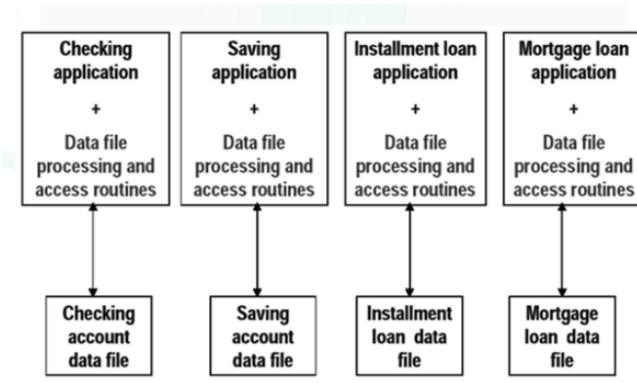 Checking
application
+
Data file
processing and
access routines
Saving
application
+
Data file
processing and
access routines
Installment loan
application
+
Data file
processing and
access routines
Mortgage loan
application
+
Data file
processing and
access routines
Checking
account
data file
Saving
account
data file
Installment
loan data
file
Mortgage
loan data
file